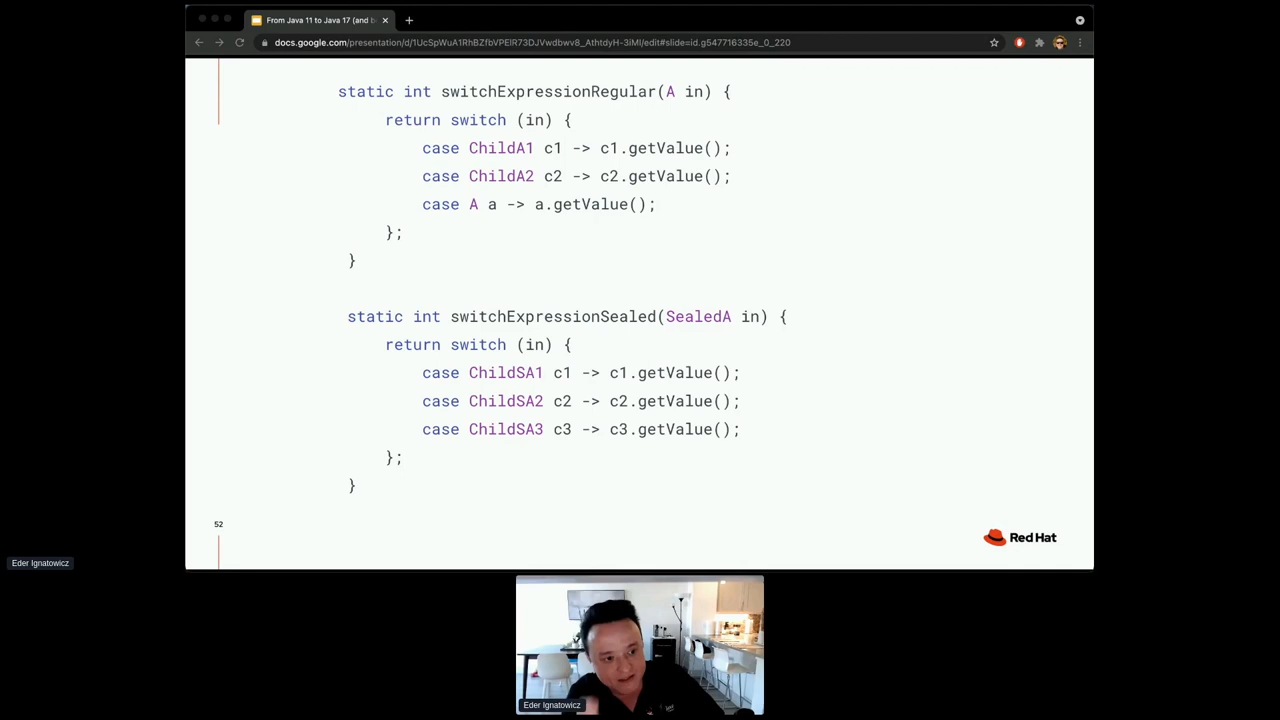 From Java 11 to Java 17 (and b
docs.google.com/presentation/d/1UcSpWuA1RhBZfbVPElR73DJVwdbwv8_AthtdyH-3iMI/edit#slide=id.g547716335e_0_220
static int switchExpressionRegular(A in) {
return switch (in) {
case ChildA1 c1 -> c1.getValue();
case ChildA2 c2 -> c2.getValue();
case A a -> a.getValue();
};
}
static int switchExpressionSealed(SealedA in) {
return switch (in) {
case ChildSA1 c1 -> c1.getValue();
case ChildSA2 c2 -> c2.getValue();
case ChildSA3 c3 -> c3.getValue();
};
}
52
Red Hat
Eder Ignatowicz
Eder Ignatowicz